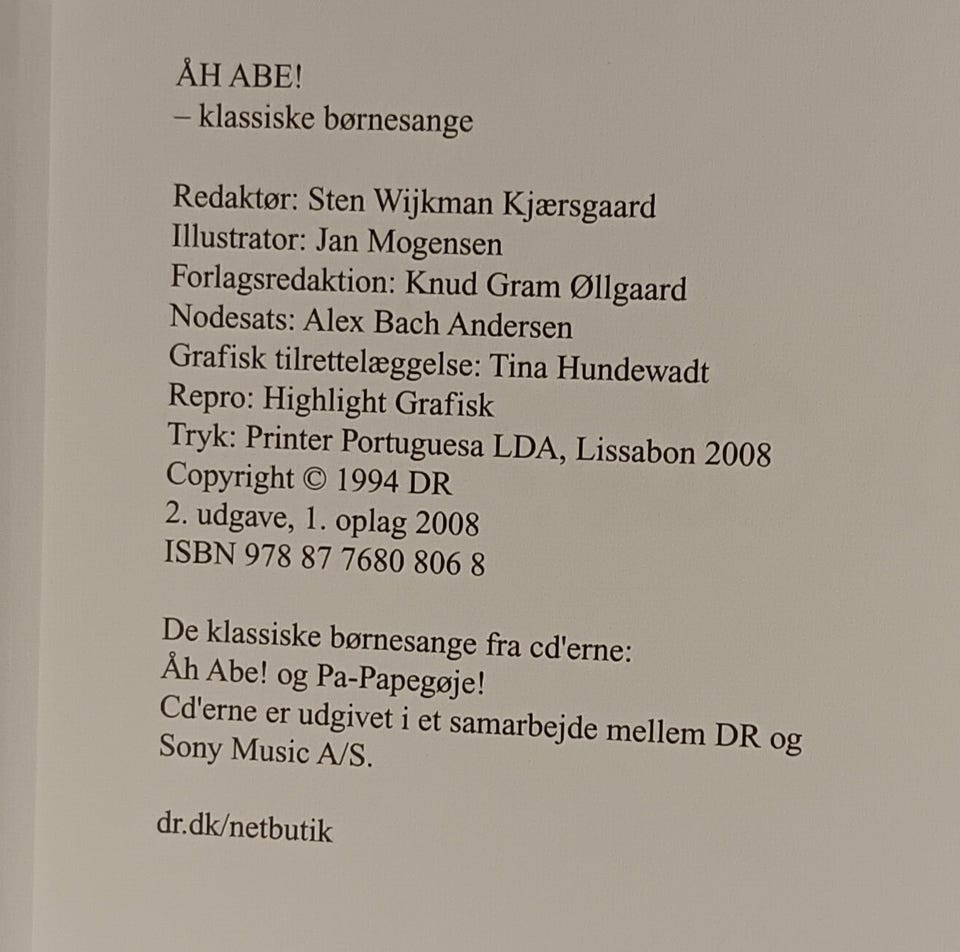 ÅH ABE!
– klassiske børnesange
Redaktør: Sten Wijkman Kjærsgaard
Illustrator: Jan Mogensen
Forlagsredaktion: Knud Gram Øllgaard
Nodesats: Alex Bach Andersen
Grafisk tilrettelæggelse: Tina Hundewadt
Repro: Highlight Grafisk
Tryk: Printer Portuguesa LDA, Lissabon 2008
Copyright © 1994 DR
2. udgave, 1. oplag 2008
ISBN 978 87 7680 806 8
De klassiske børnesange fra cd'erne:
Åh Abe! og Pa-Papegøje!
Cd'erne er udgivet i et samarbejde mellem DR og
Sony Music A/S.
dr.dk/netbutik